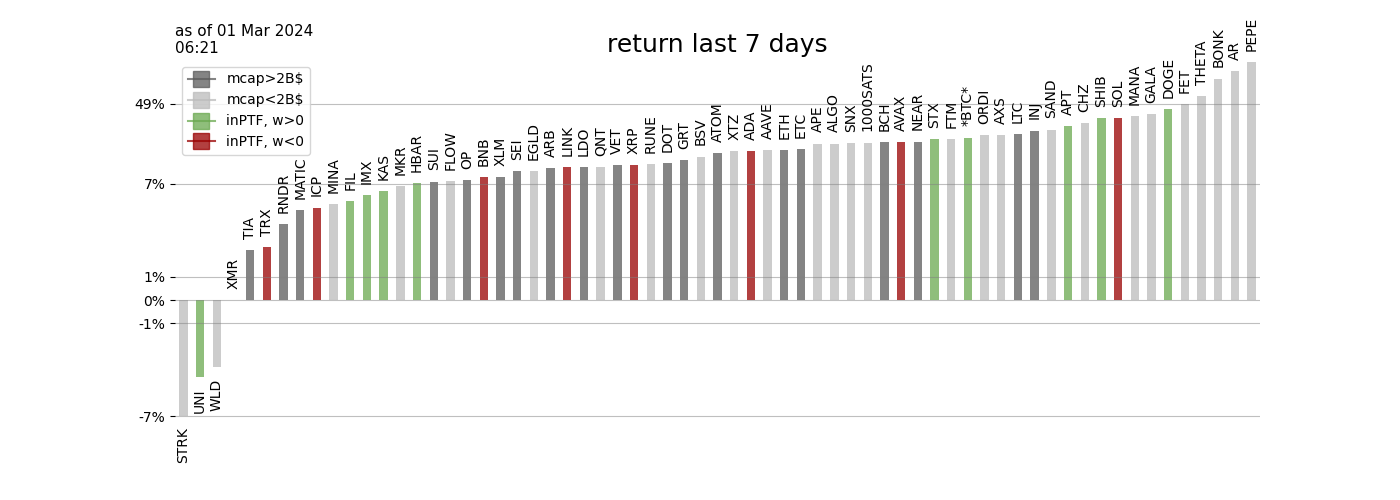 as of 01 Mar 2024
06:21
return last 7 days
mcap>2B$
mcap<2B$
inPTF, w>0
inPTF, w<0
49%
7%
1%
0%
-1%
-7%
STRK
UNI
WLD
XMR
TIA
TRX
RNDR
MATIC
ICP
MINA
FIL
IMX
KAS
MKR
HBAR
SUI
FLOW
OP
BNB
XLM
SEI
EGLD
ARB
LINK
LDO
QNT
VET
XRP
RUNE
DOT
GRT
BSV
ATOM
XTZ
ADA
AAVE
ETH
ETC
APE
ALGO
SNX
1000SATS
BCH
AVAX
NEAR
STX
FTM
*BTC*
ORDI
AXS
LTC
INJ
SAND
APT
CHZ
SHIB
SOL
MANA
GALA
DOGE
FET
THETA
BONK
AR
PEPE